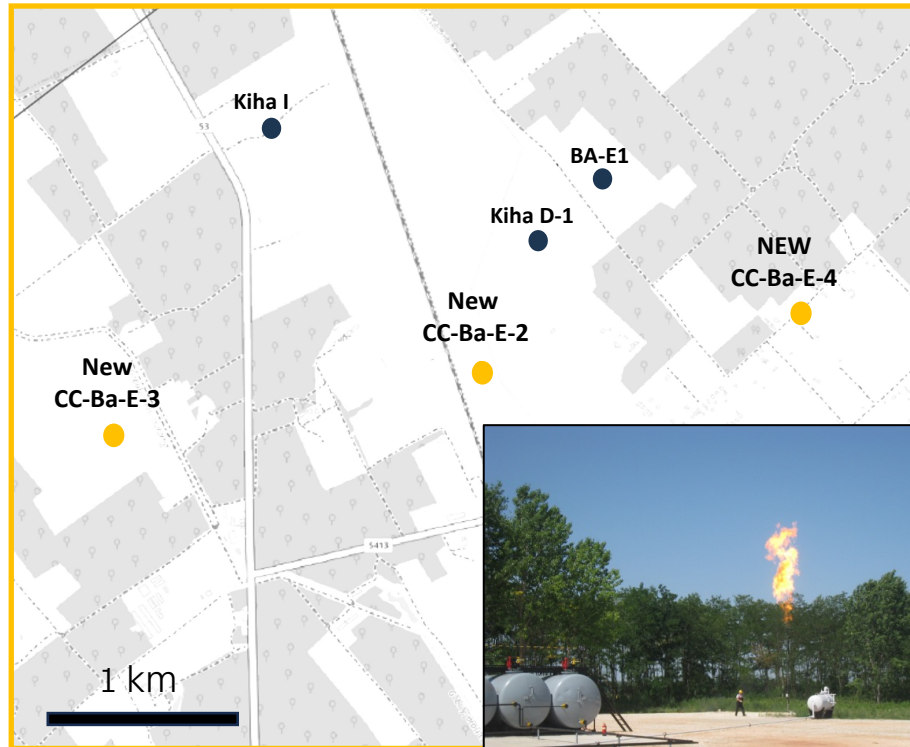 Kiha I
53
BA-E1
Kiha D-1
NEW
CC-Ba-E-4
New
CC-Ba-E-2
New
CC-Ba-E-3
5413
1 km